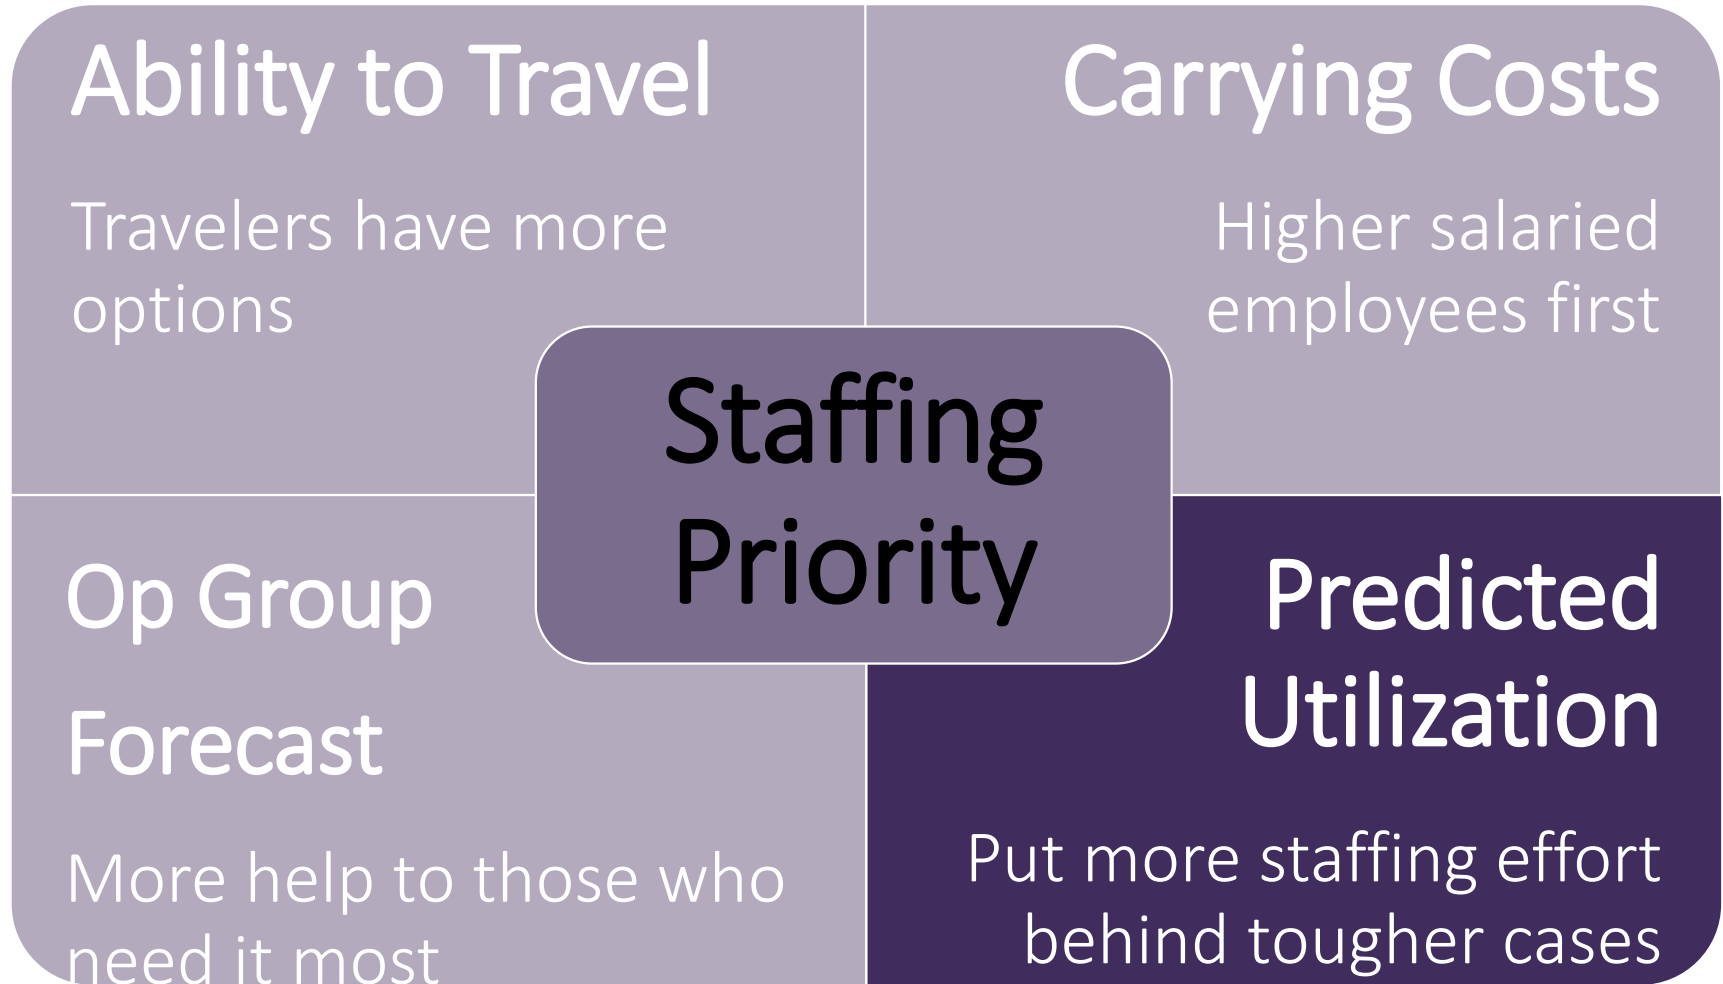 Ability to Travel
Travelers have more
options
Carrying Costs
Higher salaried
employees first
Staffing
Priority
Op Group
Forecast
More help to those who
need it most
Predicted
Utilization
Put more staffing effort
behind tougher cases